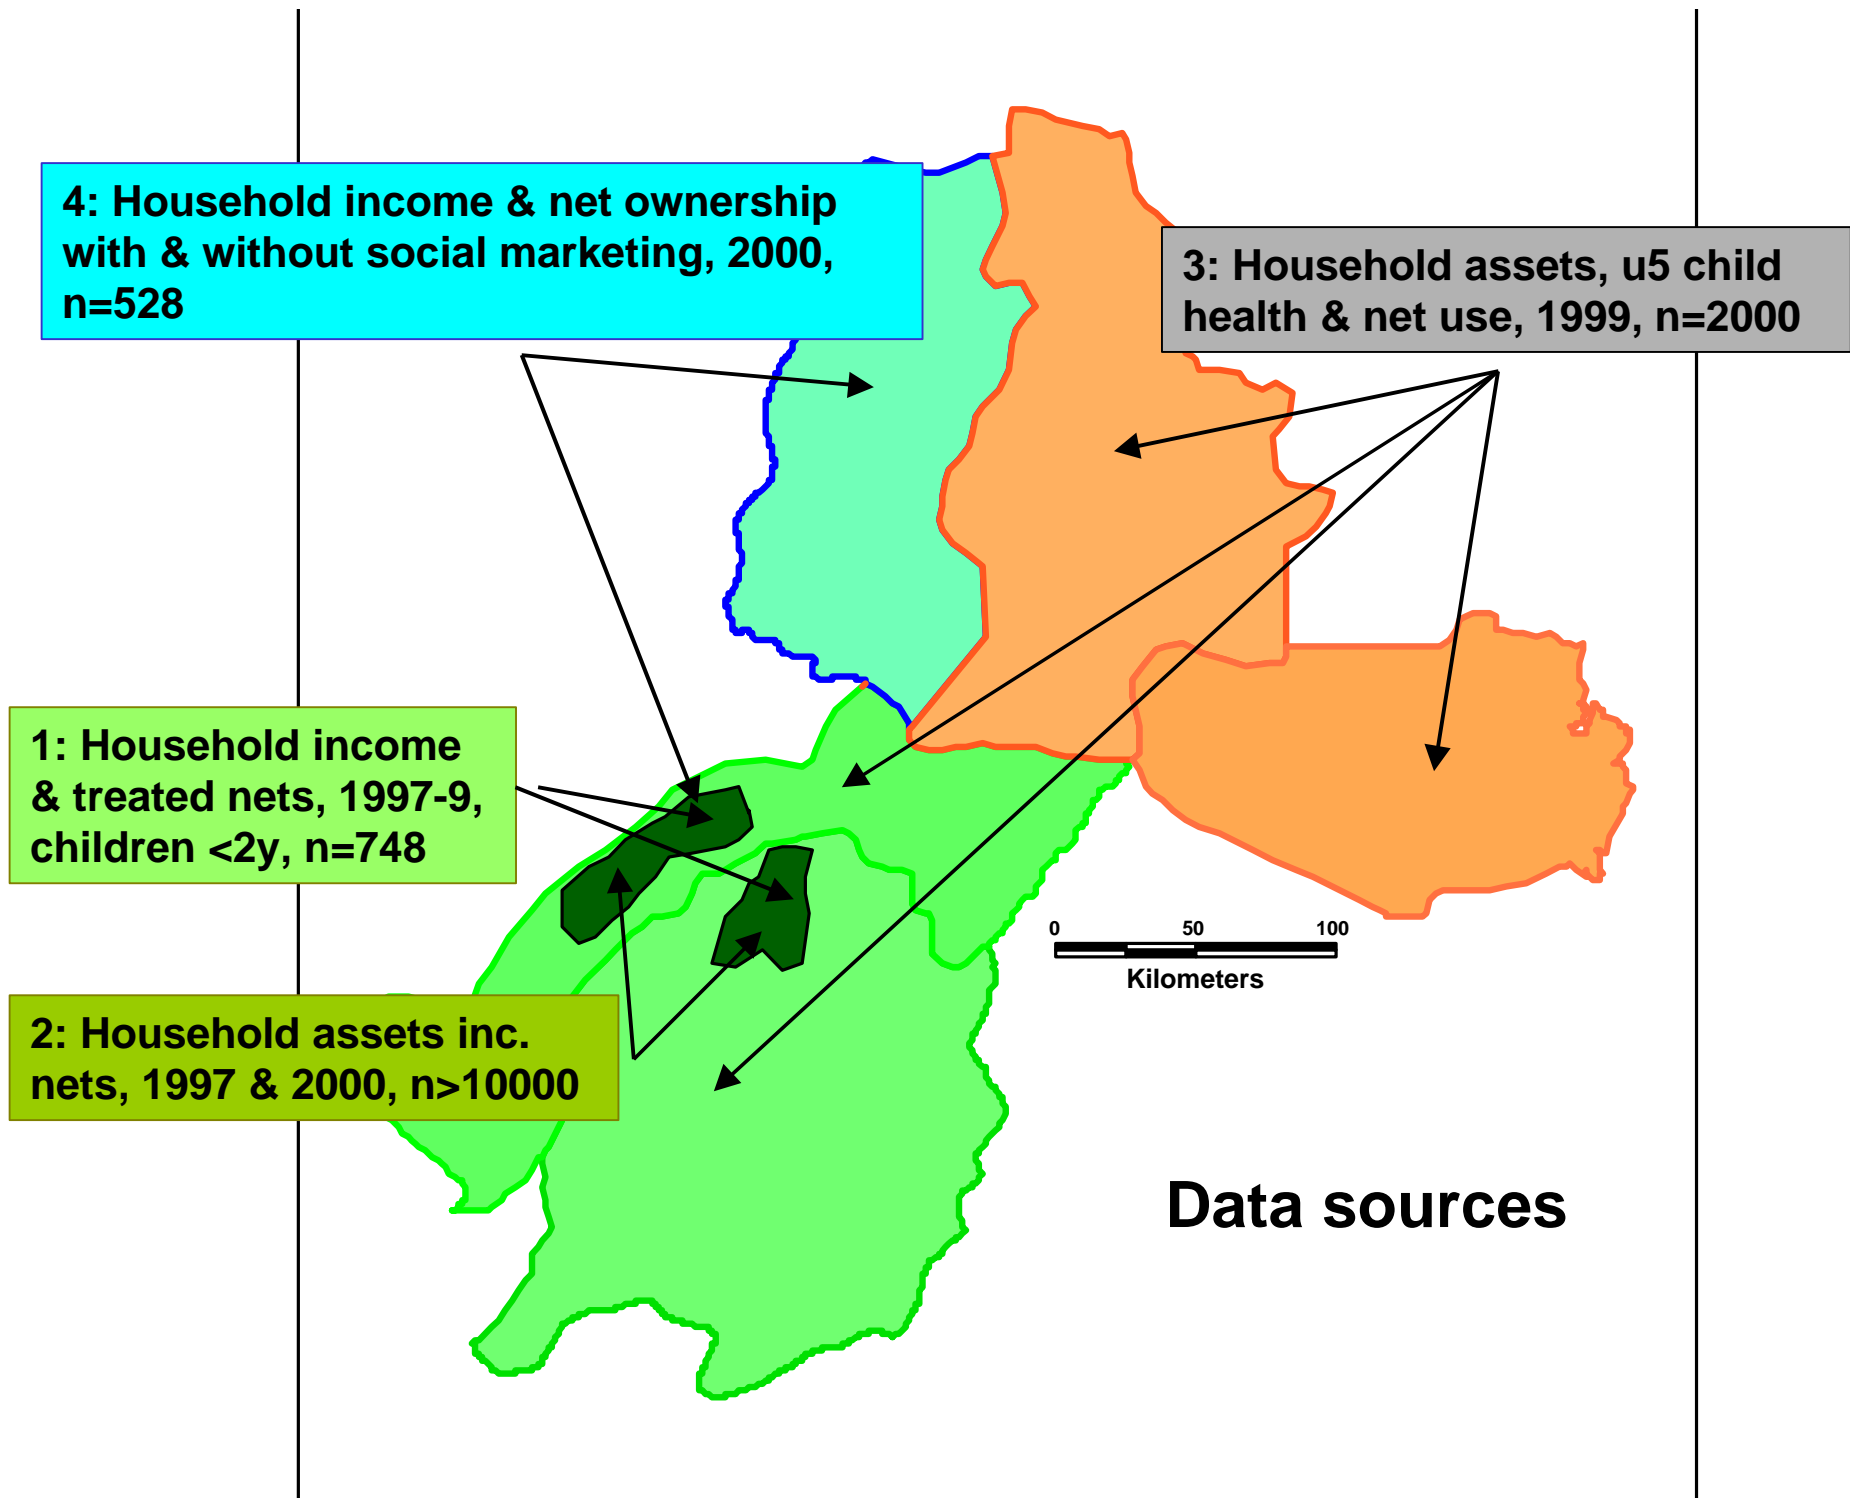 4: Household income & net ownership
with & without social marketing, 2000,
n=528
3: Household assets, u5 child
health & net use, 1999, n=2000
1: Household income
& treated nets, 1997-9,
children <2y, n=748
0 50 100
Kilometers
2: Household assets inc.
nets, 1997 & 2000, n>10000
Data sources